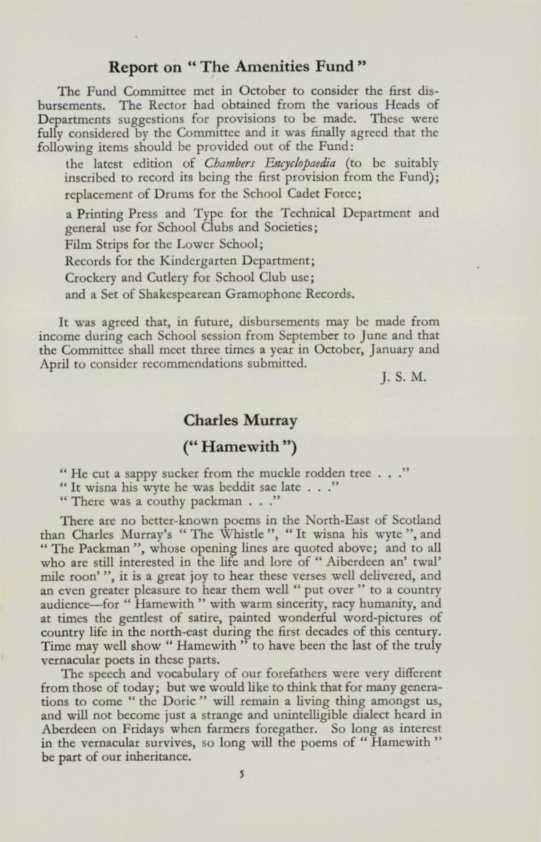 Report on “ The Amenities Fund ”
The Fund Committee met in October to consider the first dis-
bursements. The Rector had obtained from the various Heads of
Departments suggestions for provisions to be made. These were
fully considered by the Committee and it was finally agreed that the
following items should be provided out of the Fund:
the latest edition of Chambers Encyclopaedia (to be suitably
inscribed to record its being the first provision from the Fund);
replacement of Drums for the School Cadet Force;
a Printing Press and Type for the Technical Department and
general use for School Clubs and Societies;
Film Strips for the Lower School;
Records for the Kindergarten Department;
Crockery and Cutlery for School Club use;
and a Set of Shakespearean Gramophone Records.
It was agreed that, in future, disbursements may be made from
income during each School session from September to June and that
the Committee shall meet three times a year in October, January and
April to consider recommendations submitted.
J. S. M.
Charles Murray
(“ Hamewith ”)
“ He cut a sappy sucker from the muckle rodden tree . . .”
“ It wisna his wyte he was beddit sae late . . .”
“ There was a couthy packman . . .”
There are no better-known poems in the North-East of Scotland
than Charles Murray's “ The Whistle ”, “ It wisna his wyte ”, and
“ The Packman ”, whose opening lines are quoted above; and to all
who are still interested in the life and lore of “ Aiberdeen an' twal'
mile roon' ”, it is a great joy to hear these verses well delivered, and
an even greater pleasure to hear them well “ put over ” to a country
audience—for “ Hamewith ” with warm sincerity, racy humanity, and
at times the gentlest of satire, painted wonderful word-pictures of
country life in the north-east during the first decades of this century.
Time may well show “ Hamewith ” to have been the last of the truly
vernacular poets in these parts.
The speech and vocabulary of our forefathers were very different
from those of today; but we would like to think that for many genera-
tions to come “ the Doric ” will remain a living thing amongst us,
and will not become just a strange and unintelligible dialect heard in
Aberdeen on Fridays when farmers foregather. So long as interest
in the vernacular survives, so long will the poems of “ Hamewith ”
be part of our inheritance.
5